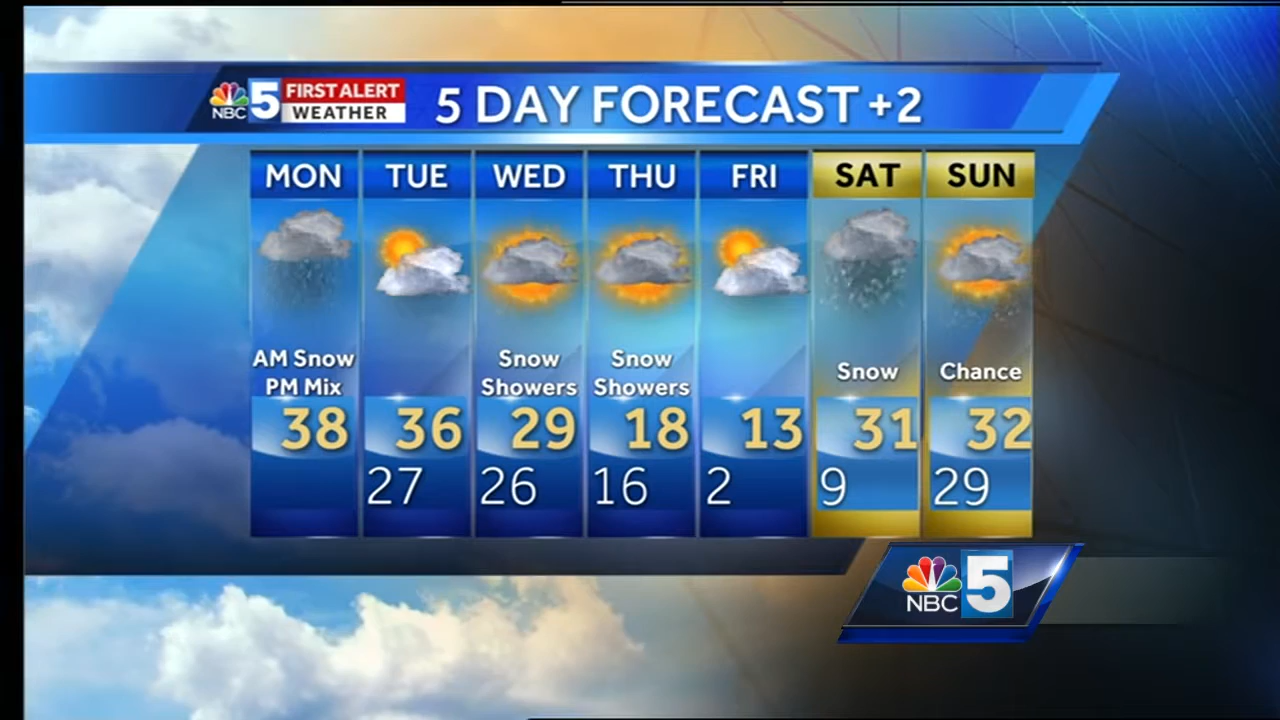 NBC 5 FIRST ALERT WEATHER
5 DAY FORECAST +2
MON TUE WED THU FRI SAT SUN
AM Snow PM Mix
Snow Showers
Snow Showers
Snow
Chance
38 36 29 18 13 31 32
27 26 16 2 9 29
NBC 5